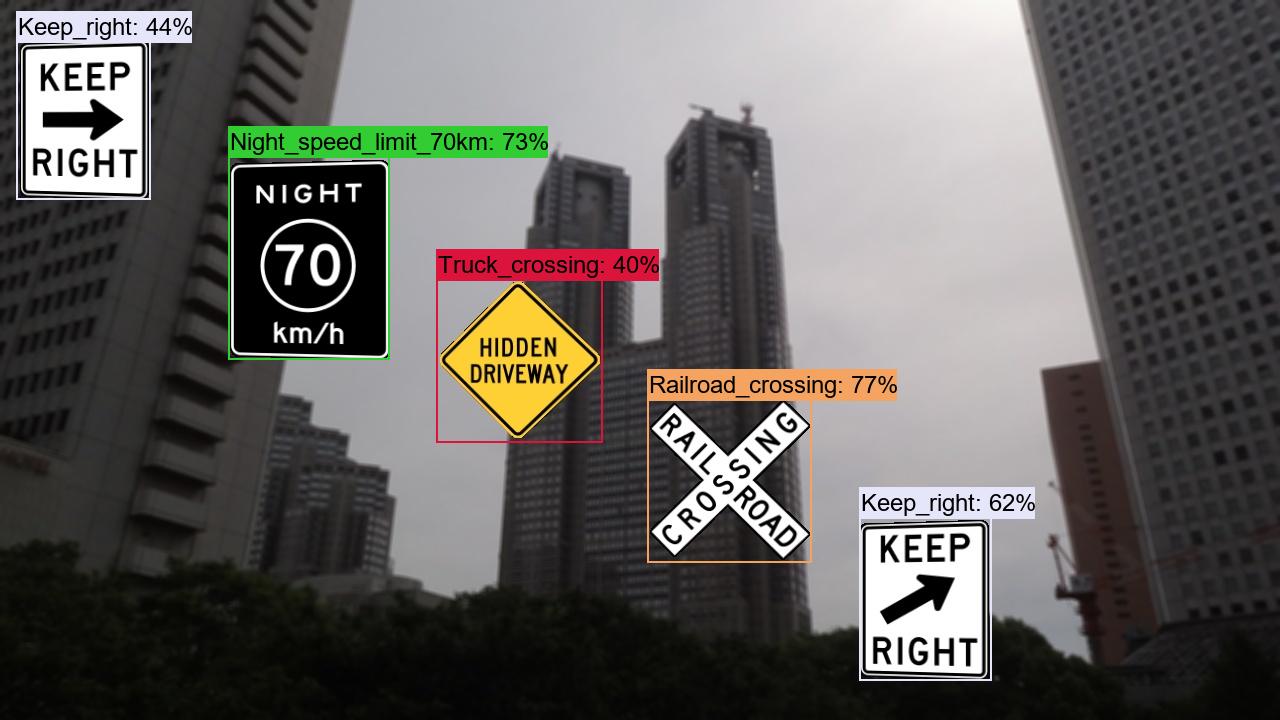 Keep_right: 44%
KEEP
RIGHT
Night_speed_limit_70km: 73%
NIGHT
70
km/h
Truck_crossing: 40%
HIDDEN
DRIVEWAY
Railroad_crossing: 77%
RAILROAD
CROSSING
Keep_right: 62%
KEEP
RIGHT